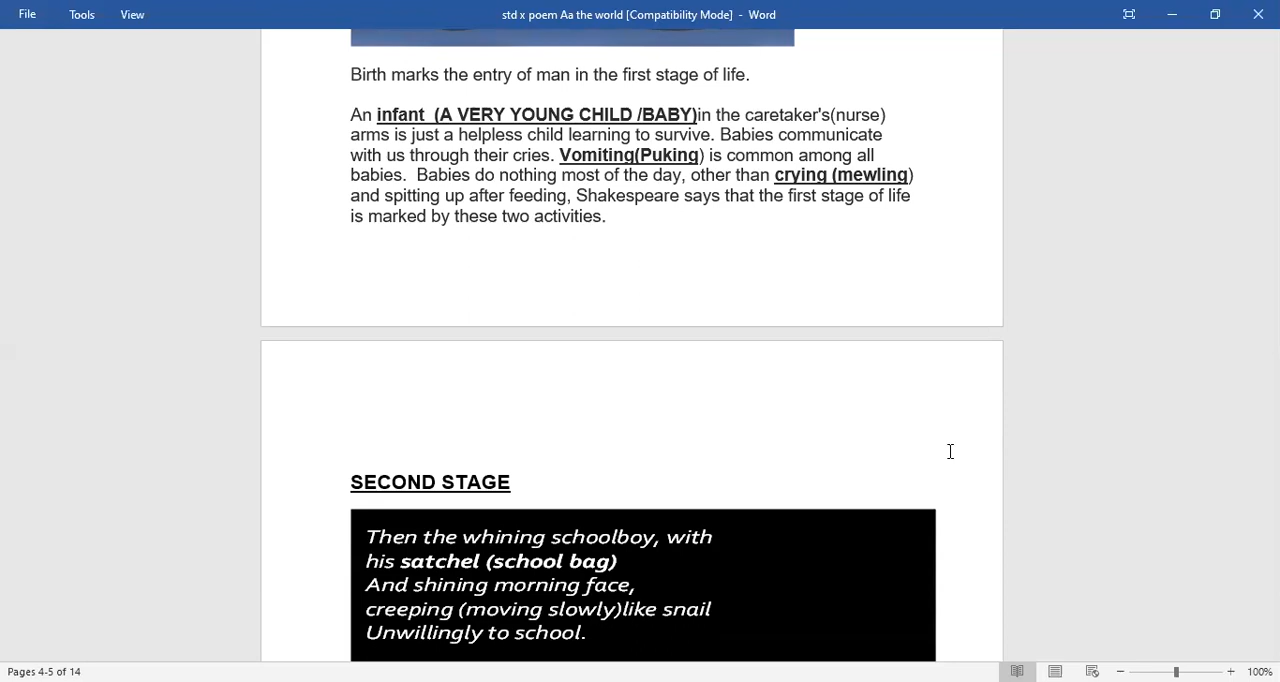 File Tools View std x poem Aa the world [Compatibility Mode] - Word
Birth marks the entry of man in the first stage of life.
An infant (A VERY YOUNG CHILD /BABY)in the caretaker's(nurse)
arms is just a helpless child learning to survive. Babies communicate
with us through their cries. Vomiting(Puking) is common among all
babies. Babies do nothing most of the day, other than crying (mewling)
and spitting up after feeding, Shakespeare says that the first stage of life
is marked by these two activities.
SECOND STAGE
Then the whining schoolboy, with
his satchel (school bag)
And shining morning face,
creeping (moving slowly)like snail
Unwillingly to school.
Pages 4-5 of 14 100%